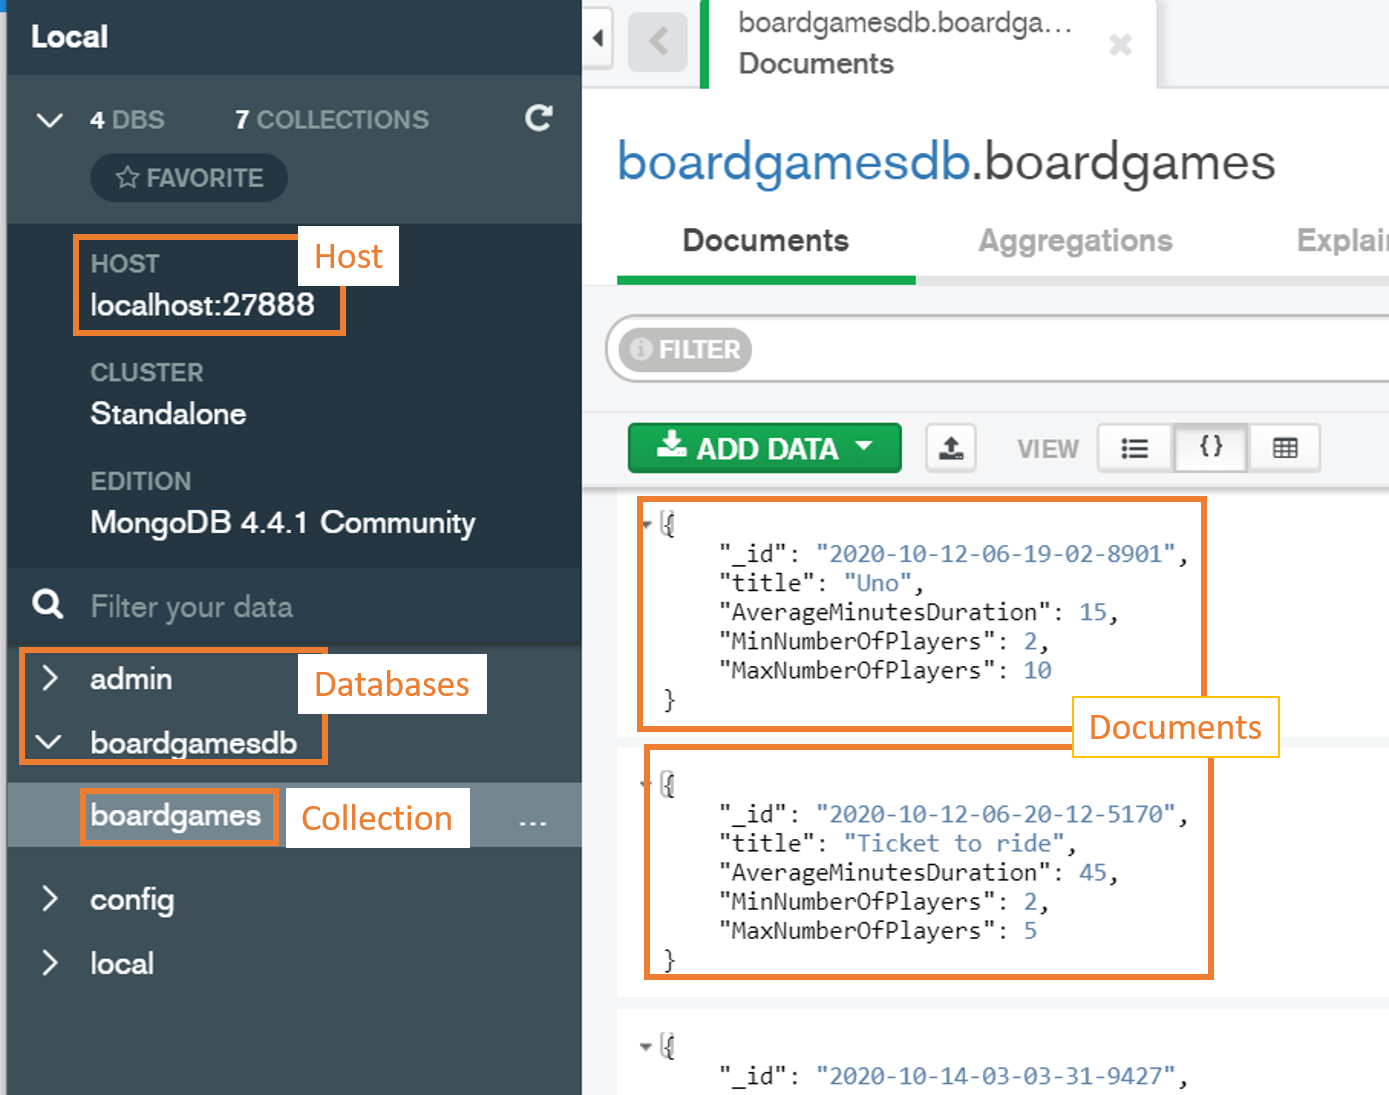 Local
4 DBS 7 COLLECTIONS
FAVORITE
HOST
Host
localhost:27888
CLUSTER
Standalone
EDITION
MongoDB 4.4.1 Community
Filter your data
admin
Databases
boardgamesdb
boardgames
Collection
...
config
local
boardgamesdb.boardga...
Documents
boardgamesdb.boardgames
Documents Aggregations Explai
FILTER
ADD DATA VIEW {}
{
"_id": "2020-10-12-06-19-02-8901",
"title": "Uno",
"AverageMinutesDuration": 15,
"MinNumberOfPlayers": 2,
"MaxNumberOfPlayers": 10
}
Documents
{
"_id": "2020-10-12-06-20-12-5170",
"title": "Ticket to ride",
"AverageMinutesDuration": 45,
"MinNumberOfPlayers": 2,
"MaxNumberOfPlayers": 5
}
{
"_id": "2020-10-14-03-03-31-9427",